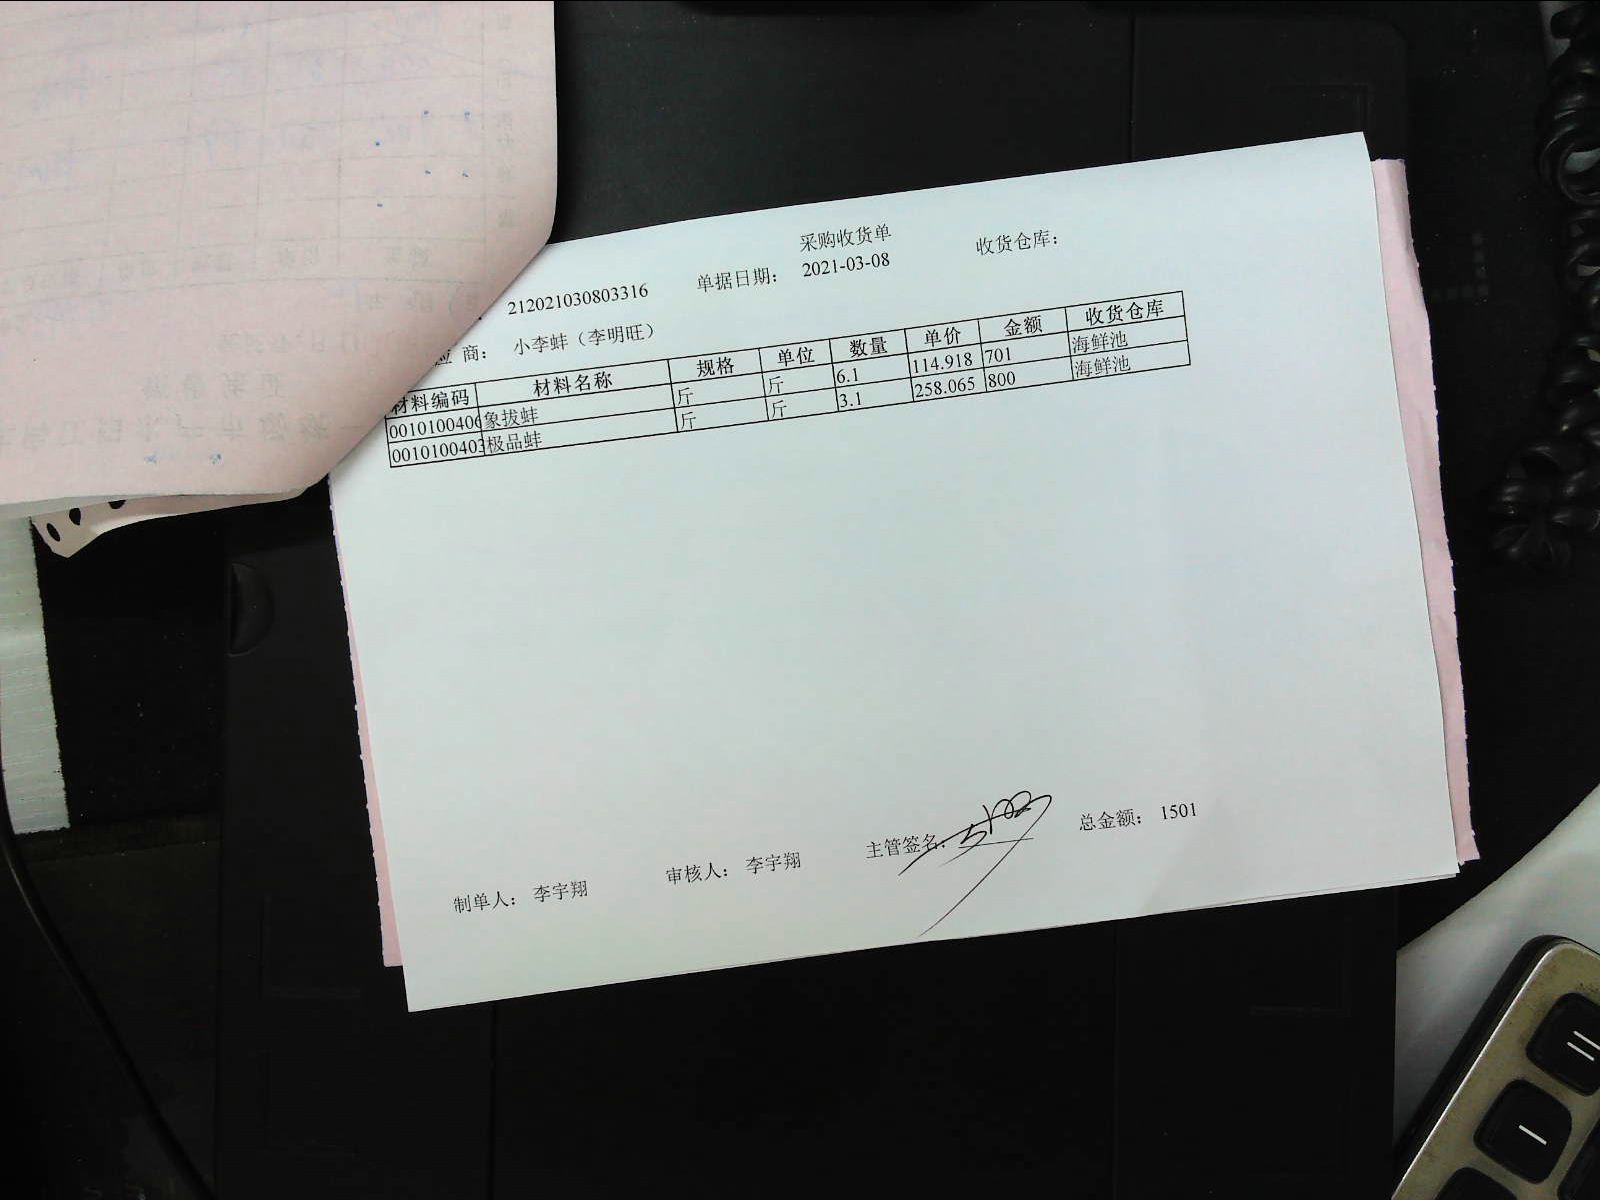 采购收货单
212021030803316 单据日期： 2021-03-08 收货仓库：
应 商： 小李蚌（李明旺）
材料编码 材料名称 规格 单位 数量 单价 金额 收货仓库
0010100406 象拔蚌 斤 斤 6.1 114.918 701 海鲜池
0010100403 极品蚌 斤 斤 3.1 258.065 800 海鲜池
制单人： 李宇翔 审核人： 李宇翔 主管签名： 总金额： 1501